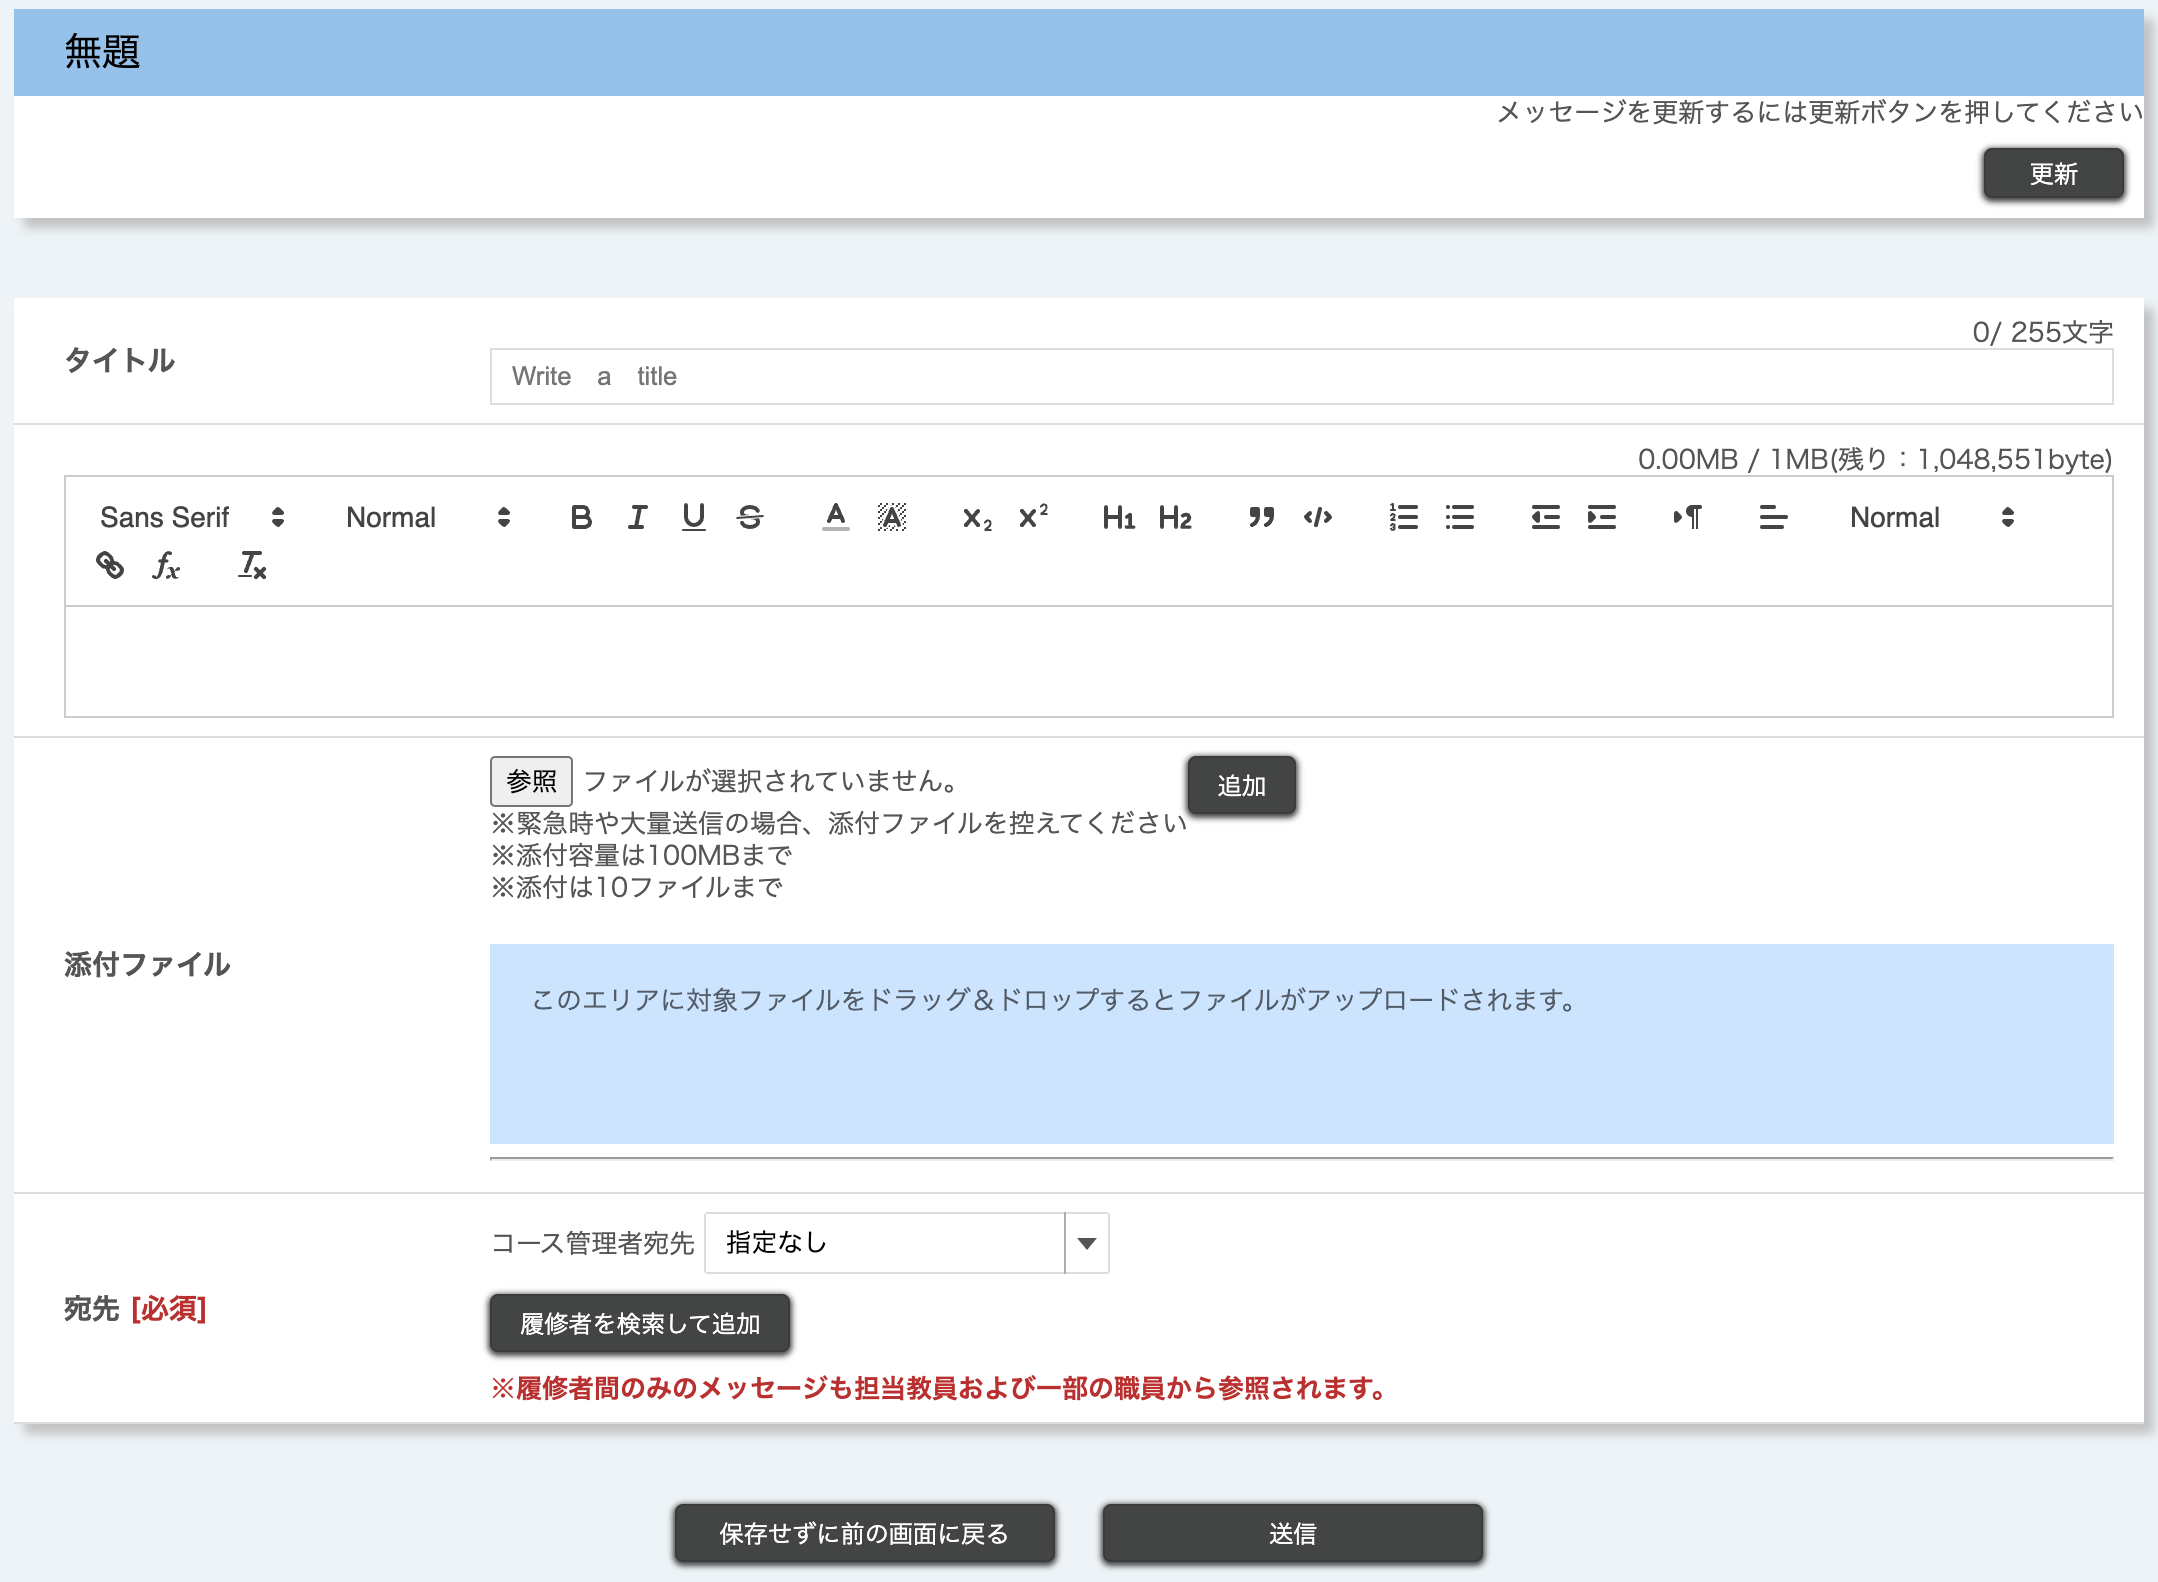 無題
メッセージを更新するには更新ボタンを押してください
更新
0/ 255文字
タイトル
Write a title
0.00MB / 1MB(残り：1,048,551byte)
Sans Serif Normal B I U S A A x₂ x² H1 H2 ” </> Normal
fx Tx
参照 ファイルが選択されていません。 追加
※緊急時や大量送信の場合、添付ファイルを控えてください
※添付容量は100MBまで
※添付は10ファイルまで
添付ファイル
このエリアに対象ファイルをドラッグ＆ドロップするとファイルがアップロードされます。
コース管理者宛先 指定なし
宛先 [必須]
履修者を検索して追加
※履修者間のみのメッセージも担当教員および一部の職員から参照されます。
保存せずに前の画面に戻る 送信